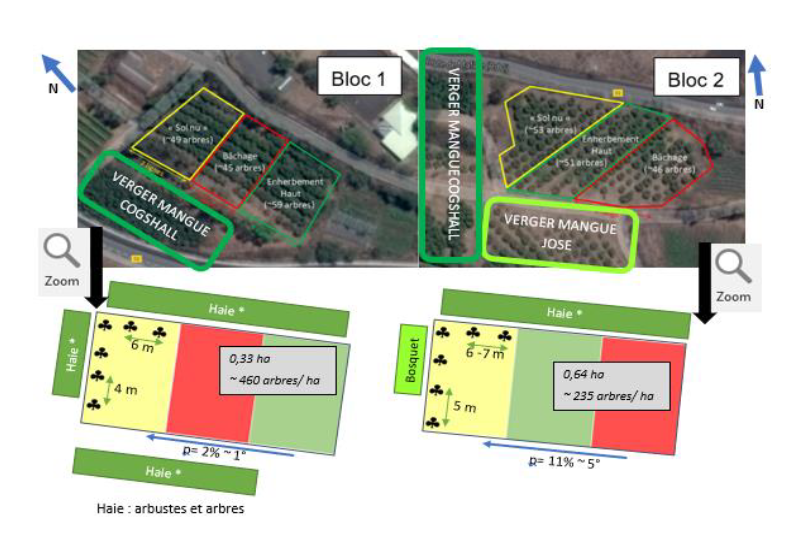 N
Bloc 1
« Sol nu »
(~49 arbres)
Bâchage
(~45 arbres)
Enherbement
Haut
(~59 arbres)
VERGER MANGUE
COGSHALL
VERGER MANGUE COGSHALL
Bloc 2
N
« Sol nu »
(~53 arbres)
Enherbement
Haut
(~51 arbres)
Bâchage
(~46 arbres)
VERGER MANGUE
JOSE
Zoom
Zoom
Haie *
Haie *
6 m
4 m
0,33 ha
~ 460 arbres/ ha
p= 2% ~ 1°
Haie *
Haie : arbustes et arbres
Haie *
Bosquet
6 -7 m
5 m
0,64 ha
~ 235 arbres/ ha
p= 11% ~ 5°